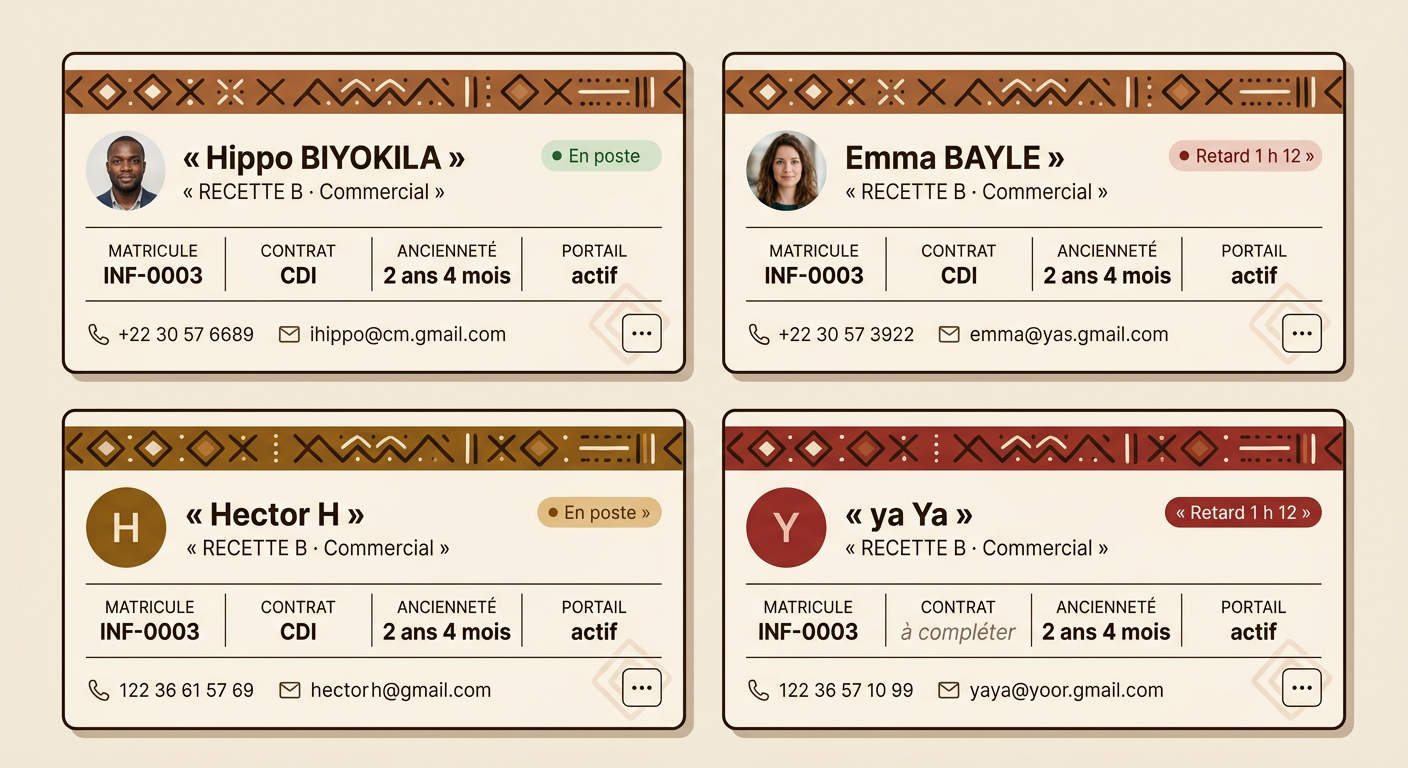 « Hippo BIYOKILA »
En poste
« RECETTE B · Commercial »
MATRICULE CONTRAT ANCIENNETÉ PORTAIL
INF-0003 CDI 2 ans 4 mois actif
+22 30 57 6689 ihippo@cm.gmail.com
Emma BAYLE »
Retard 1 h 12 »
« RECETTE B · Commercial »
MATRICULE CONTRAT ANCIENNETÉ PORTAIL
INF-0003 CDI 2 ans 4 mois actif
+22 30 57 3922 emma@yas.gmail.com
H
« Hector H »
En poste »
« RECETTE B · Commercial »
MATRICULE CONTRAT ANCIENNETÉ PORTAIL
INF-0003 CDI 2 ans 4 mois actif
122 36 61 57 69 hectorh@gmail.com
Y
« ya Ya »
« Retard 1 h 12 »
« RECETTE B · Commercial »
MATRICULE CONTRAT ANCIENNETÉ PORTAIL
INF-0003 à compléter 2 ans 4 mois actif
122 36 57 10 99 yaya@yoor.gmail.com